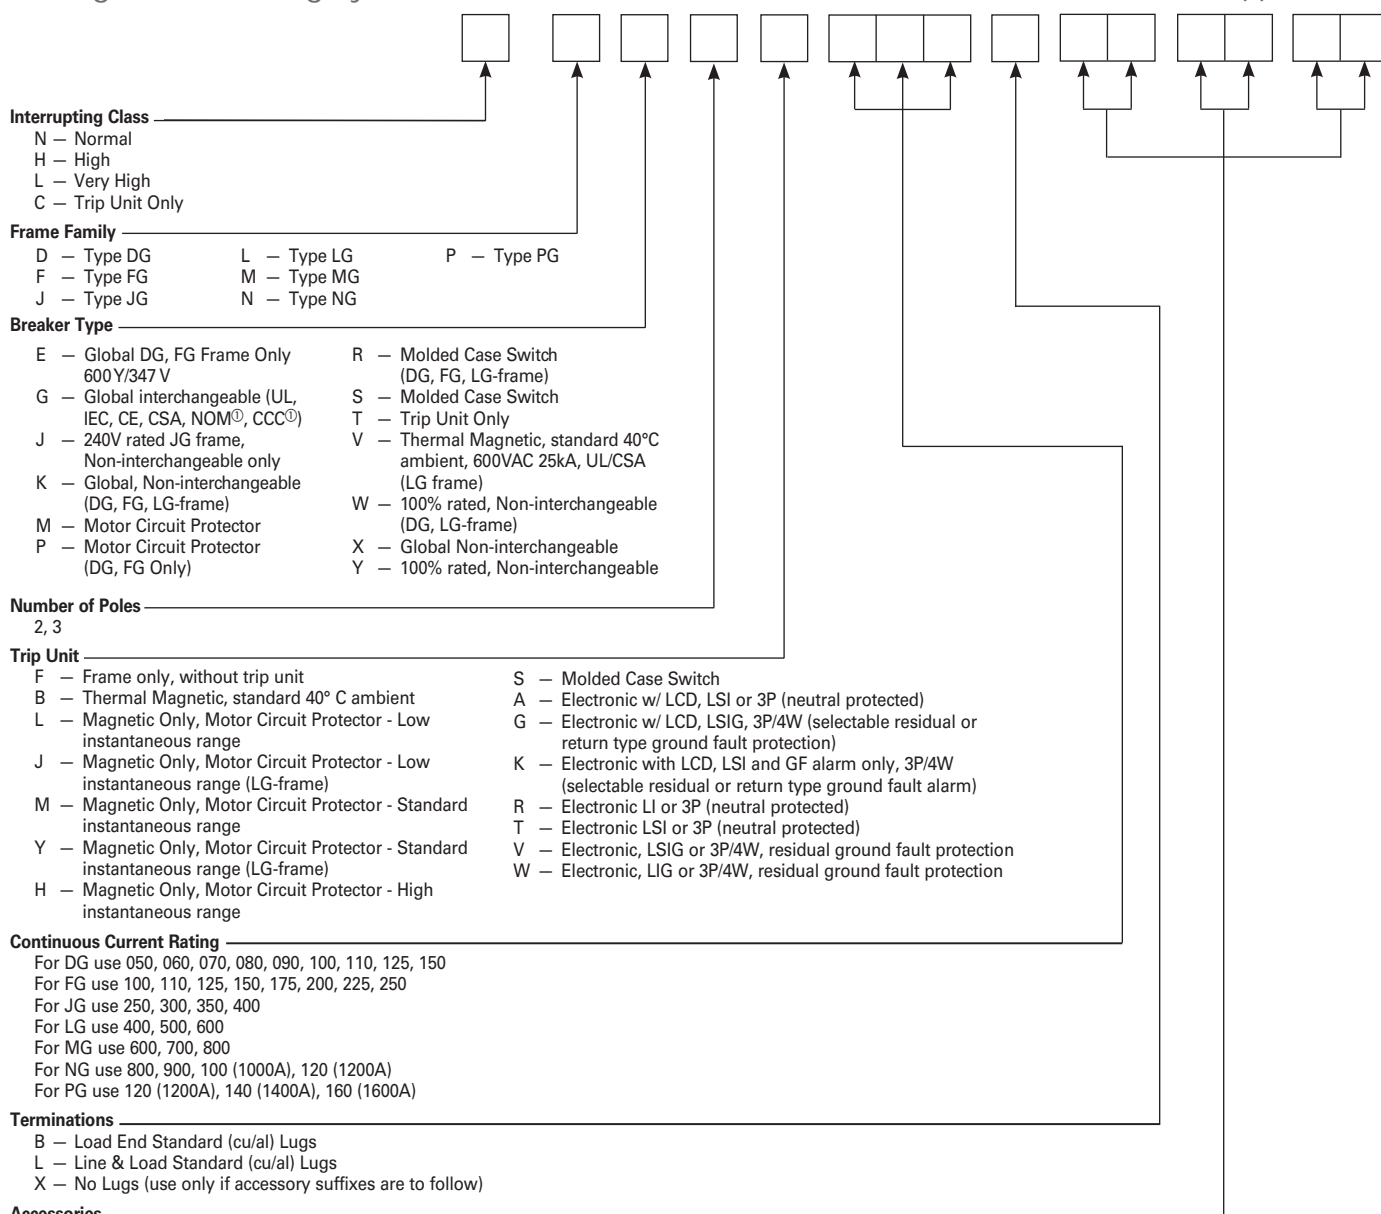 Interrupting Class
N — Normal
H — High
L — Very High
C — Trip Unit Only
Frame Family
D — Type DG
F — Type FG
J — Type JG
L — Type LG
M — Type MG
N — Type NG
P — Type PG
Breaker Type
E — Global DG, FG Frame Only
600Y/347 V
G — Global interchangeable (UL,
IEC, CE, CSA, NOM①, CCC①)
J — 240V rated JG frame,
Non-interchangeable only
K — Global, Non-interchangeable
(DG, FG, LG-frame)
M — Motor Circuit Protector
P — Motor Circuit Protector
(DG, FG Only)
R — Molded Case Switch
(DG, FG, LG-frame)
S — Molded Case Switch
T — Trip Unit Only
V — Thermal Magnetic, standard 40°C
ambient, 600VAC 25kA, UL/CSA
(LG frame)
W — 100% rated, Non-interchangeable
(DG, LG-frame)
X — Global Non-interchangeable
Y — 100% rated, Non-interchangeable
Number of Poles
2, 3
Trip Unit
F — Frame only, without trip unit
B — Thermal Magnetic, standard 40° C ambient
L — Magnetic Only, Motor Circuit Protector - Low
instantaneous range
J — Magnetic Only, Motor Circuit Protector - Low
instantaneous range (LG-frame)
M — Magnetic Only, Motor Circuit Protector - Standard
instantaneous range
Y — Magnetic Only, Motor Circuit Protector - Standard
instantaneous range (LG-frame)
H — Magnetic Only, Motor Circuit Protector - High
instantaneous range
S — Molded Case Switch
A — Electronic w/ LCD, LSI or 3P (neutral protected)
G — Electronic w/ LCD, LSIG, 3P/4W (selectable residual or
return type ground fault protection)
K — Electronic with LCD, LSI and GF alarm only, 3P/4W
(selectable residual or return type ground fault alarm)
R — Electronic LI or 3P (neutral protected)
T — Electronic LSI or 3P (neutral protected)
V — Electronic, LSIG or 3P/4W, residual ground fault protection
W — Electronic, LIG or 3P/4W, residual ground fault protection
Continuous Current Rating
For DG use 050, 060, 070, 080, 090, 100, 110, 125, 150
For FG use 100, 110, 125, 150, 175, 200, 225, 250
For JG use 250, 300, 350, 400
For LG use 400, 500, 600
For MG use 600, 700, 800
For NG use 800, 900, 100 (1000A), 120 (1200A)
For PG use 120 (1200A), 140 (1400A), 160 (1600A)
Terminations
B — Load End Standard (cu/al) Lugs
L — Line & Load Standard (cu/al) Lugs
X — No Lugs (use only if accessory suffixes are to follow)
Accessories